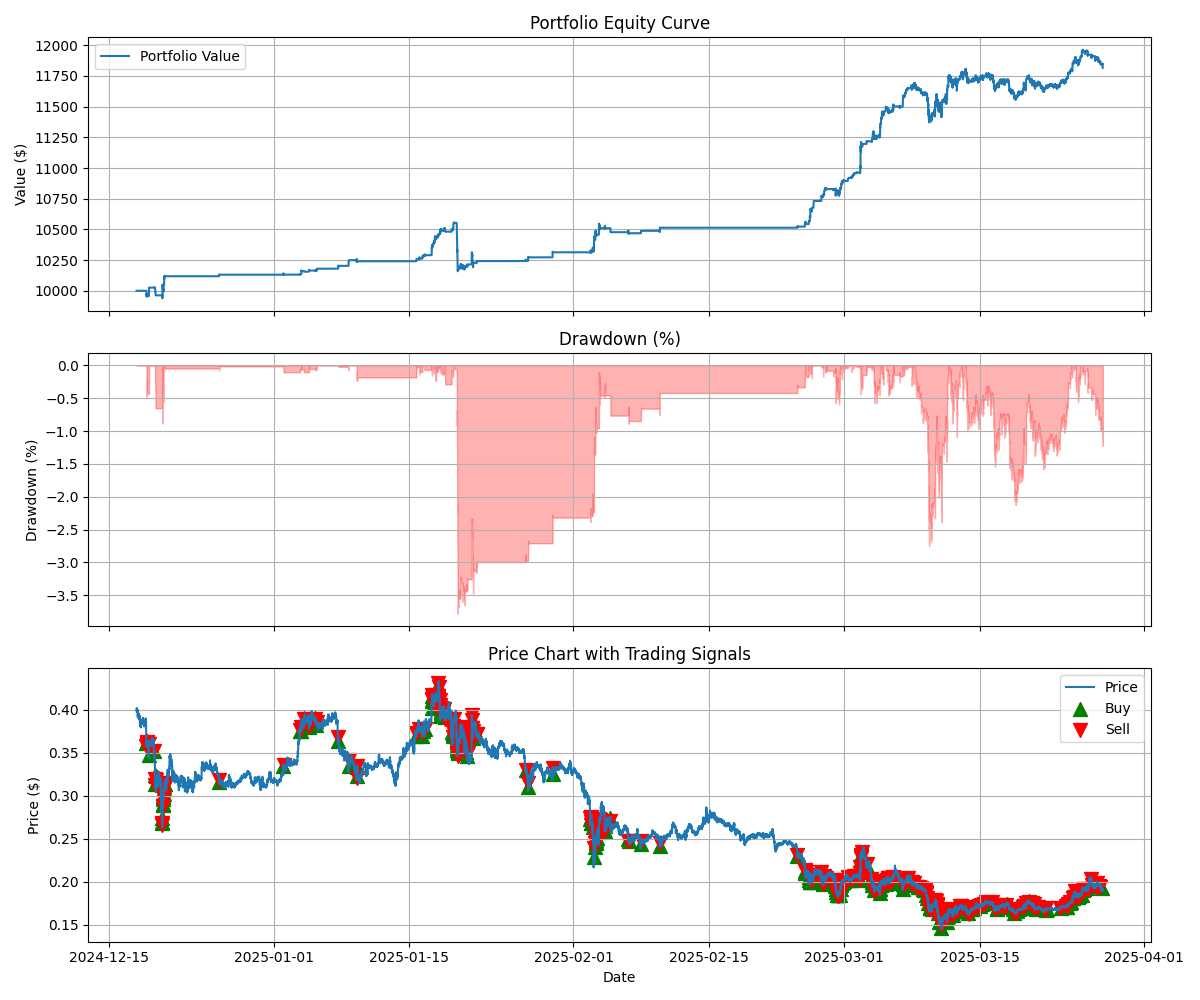 Portfolio Equity Curve
12000
11750
11500
11250
11000
10750
10500
10250
10000
Value ($)
Portfolio Value
Drawdown (%)
0.0
−0.5
−1.0
−1.5
−2.0
−2.5
−3.0
−3.5
Drawdown (%)
Price Chart with Trading Signals
0.40
0.35
0.30
0.25
0.20
0.15
Price ($)
Price
Buy
Sell
2024-12-15
2025-01-01
2025-01-15
2025-02-01
2025-02-15
2025-03-01
2025-03-15
2025-04-01
Date